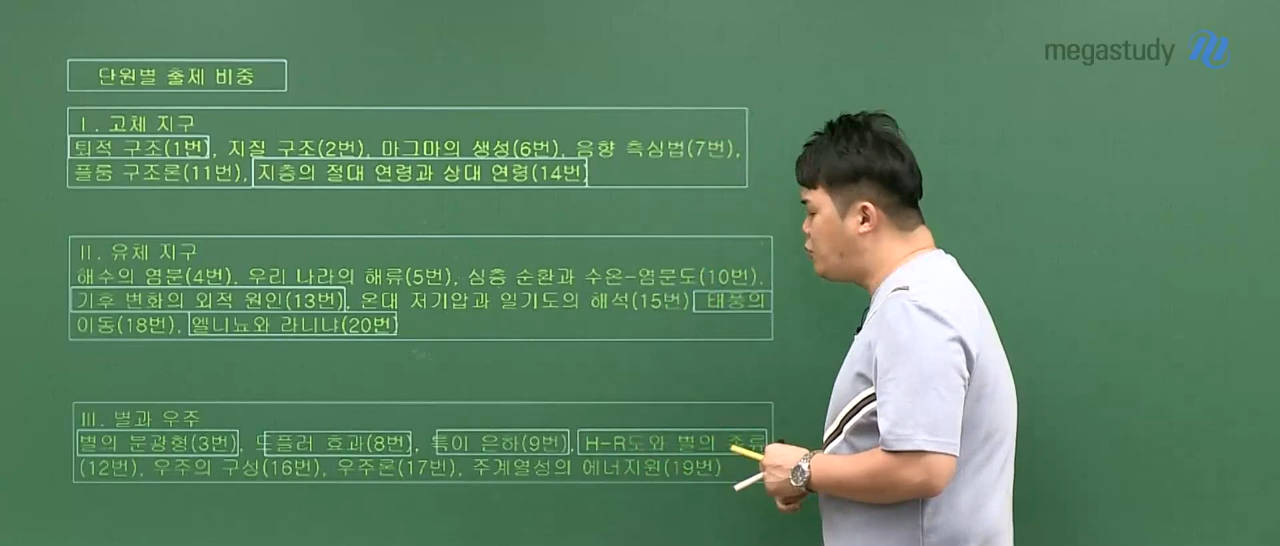 megastudy
단원별 출제 비중
Ⅰ. 고체 지구
퇴적 구조(1번), 지질 구조(2번), 마그마의 생성(6번), 음향 측심법(7번),
플룸 구조론(11번), 지층의 절대 연령과 상대 연령(14번)
Ⅱ. 유체 지구
해수의 염분(4번), 우리 나라의 해류(5번), 심층 순환과 수온-염분도(10번),
기후 변화의 외적 원인(13번), 온대 저기압과 일기도의 해석(15번), 태풍의
이동(18번), 엘니뇨와 라니냐(20번)
Ⅲ. 별과 우주
별의 분광형(3번), 도플러 효과(8번), 특이 은하(9번), H-R도와 별의 종류
(12번), 우주의 구성(16번), 우주론(17번), 주계열성의 에너지원(19번)